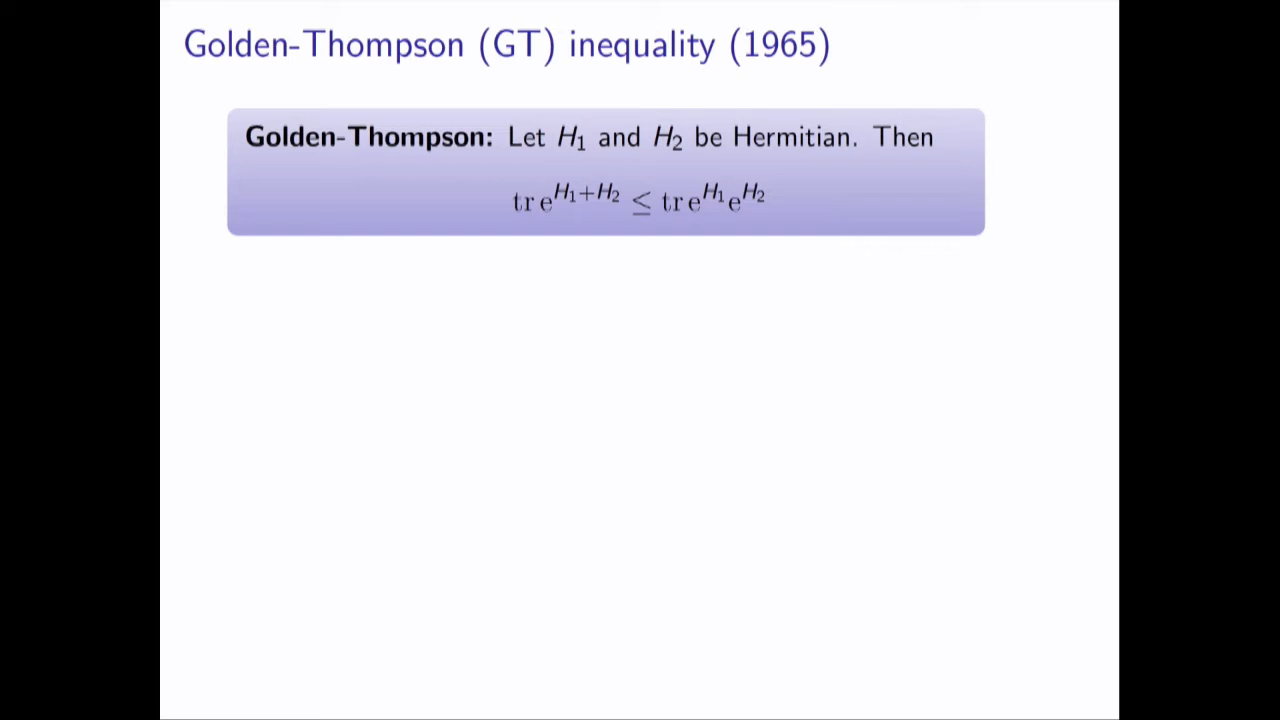 Golden-Thompson (GT) inequality (1965)
Golden-Thompson: Let H₁ and H₂ be Hermitian. Then
tr e^{H₁+H₂} ≤ tr e^{H₁} e^{H₂}